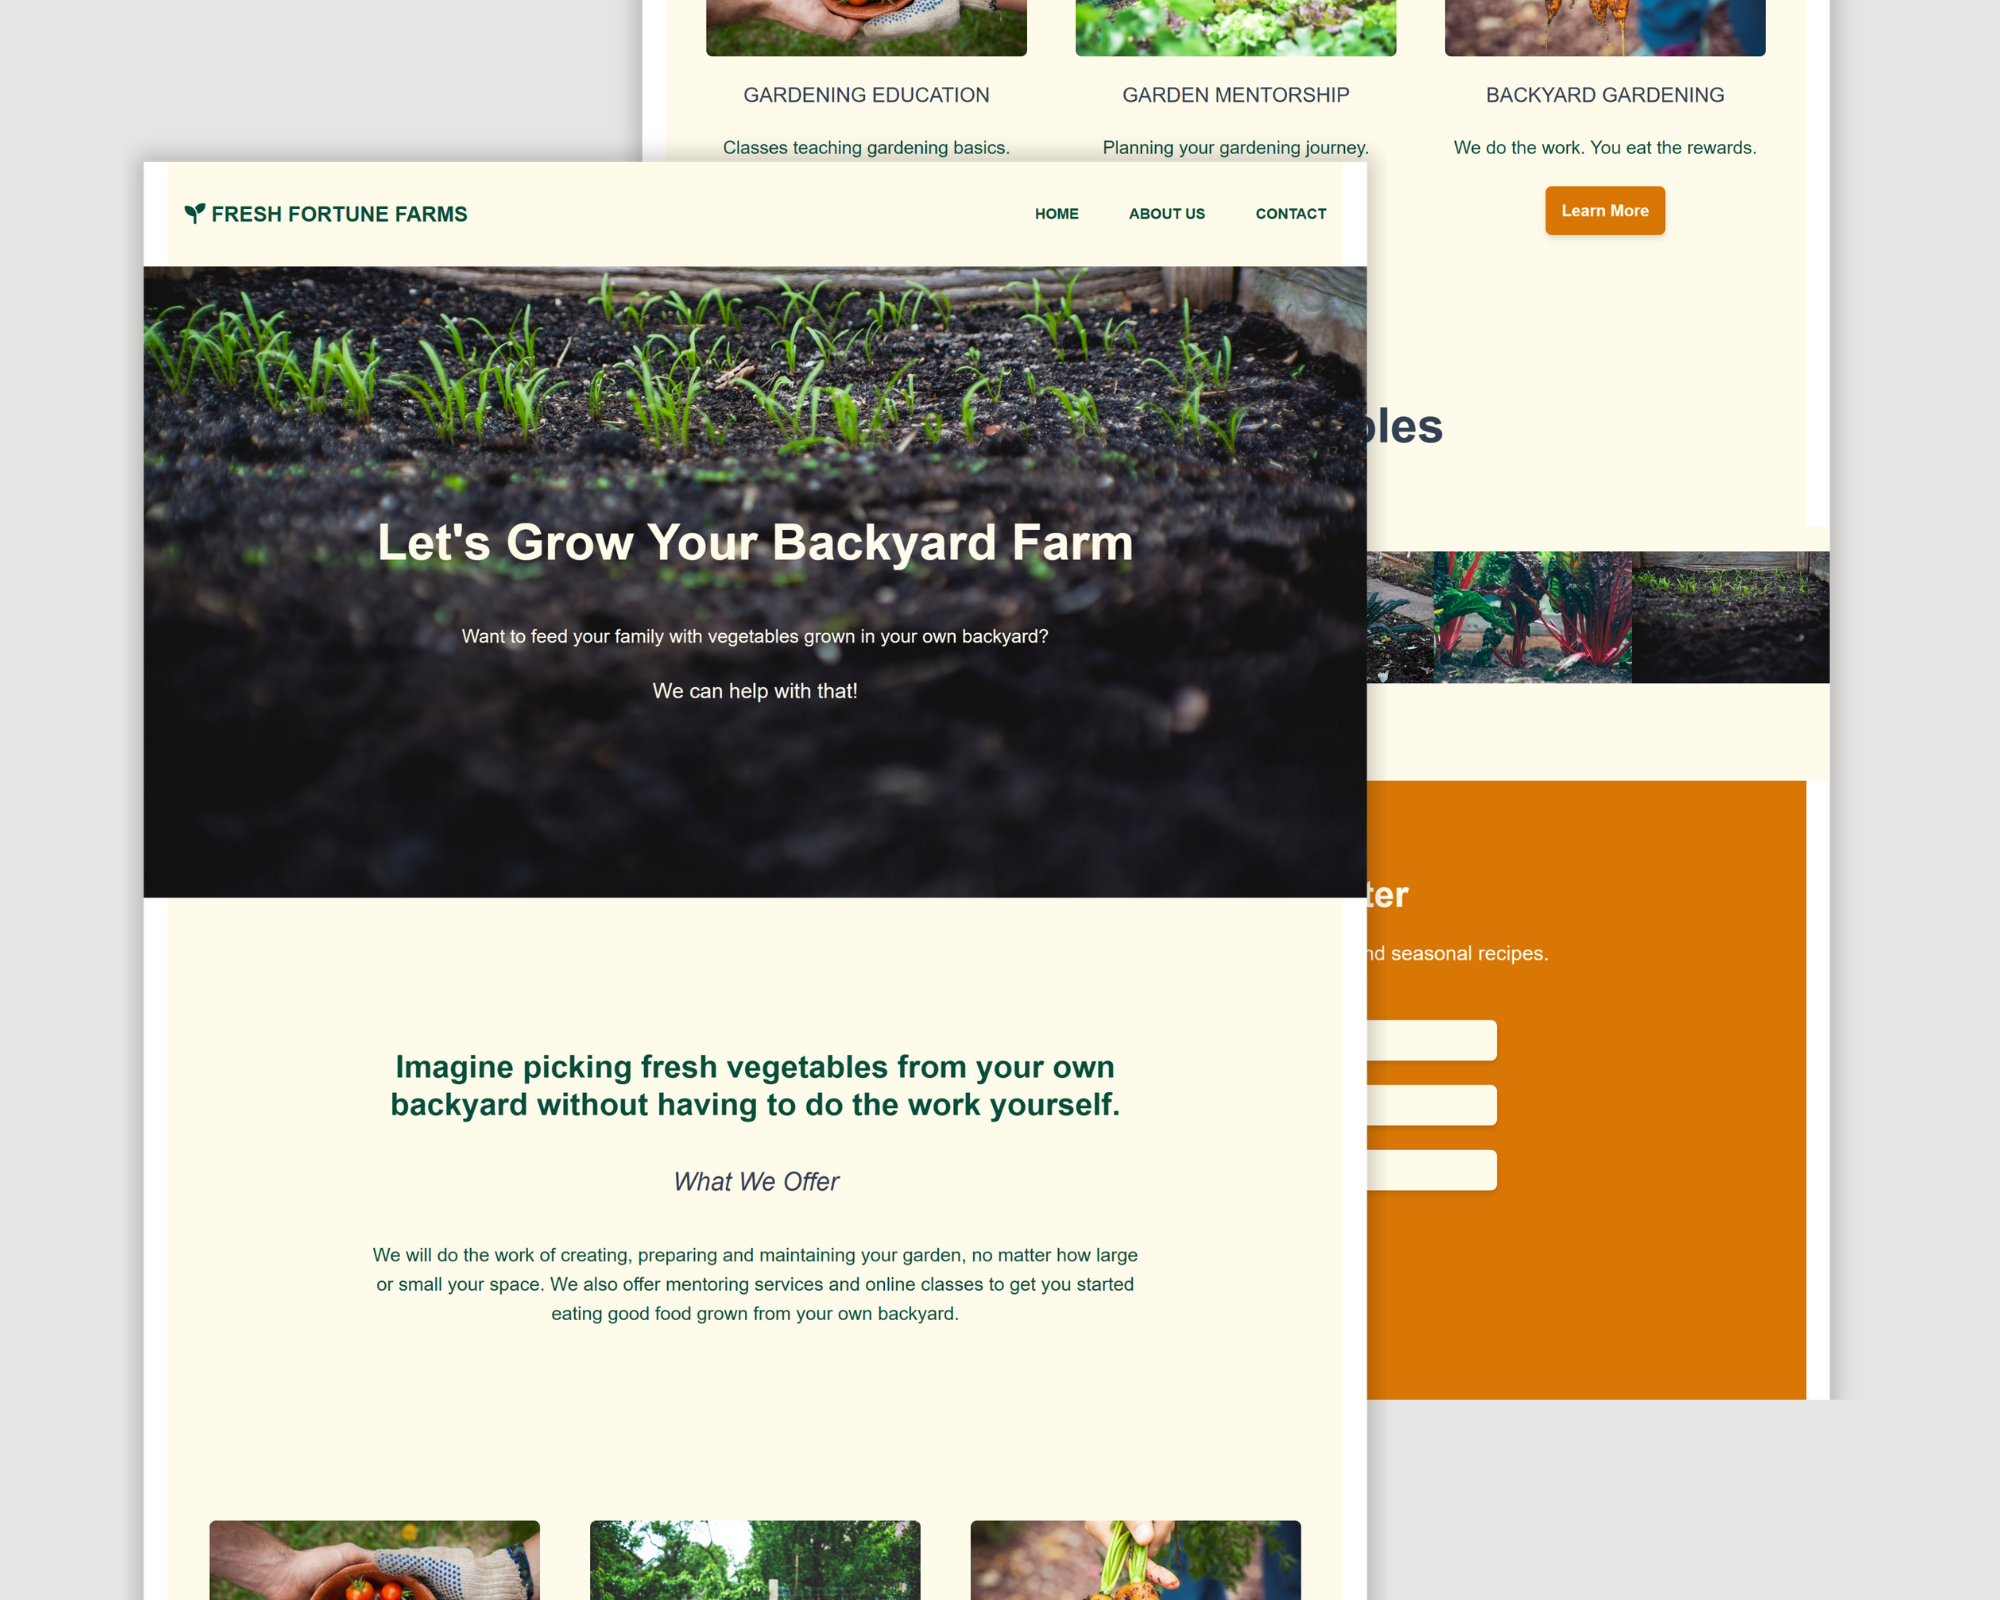 FRESH FORTUNE FARMS
HOME
ABOUT US
CONTACT
Let's Grow Your Backyard Farm
Want to feed your family with vegetables grown in your own backyard?
We can help with that!
Imagine picking fresh vegetables from your own
backyard without having to do the work yourself.
What We Offer
We will do the work of creating, preparing and maintaining your garden, no matter how large
or small your space. We also offer mentoring services and online classes to get you started
eating good food grown from your own backyard.
GARDENING EDUCATION
Classes teaching gardening basics.
GARDEN MENTORSHIP
Planning your gardening journey.
BACKYARD GARDENING
We do the work. You eat the rewards.
Learn More
seasonal recipes.